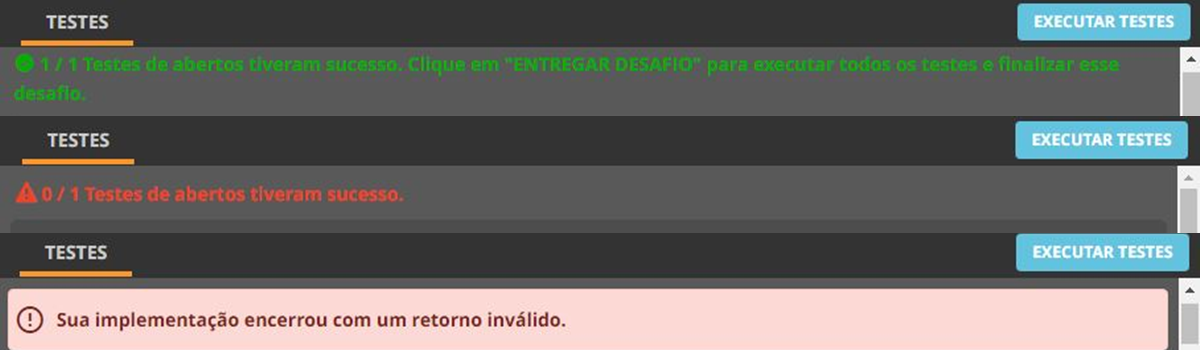 TESTES EXECUTAR TESTES
1 / 1 Testes de abertos tiveram sucesso. Clique em "ENTREGAR DESAFIO" para executar todos os testes e finalizar esse
desafio.
TESTES EXECUTAR TESTES
0 / 1 Testes de abertos tiveram sucesso.
TESTES EXECUTAR TESTES
Sua implementação encerrou com um retorno inválido.